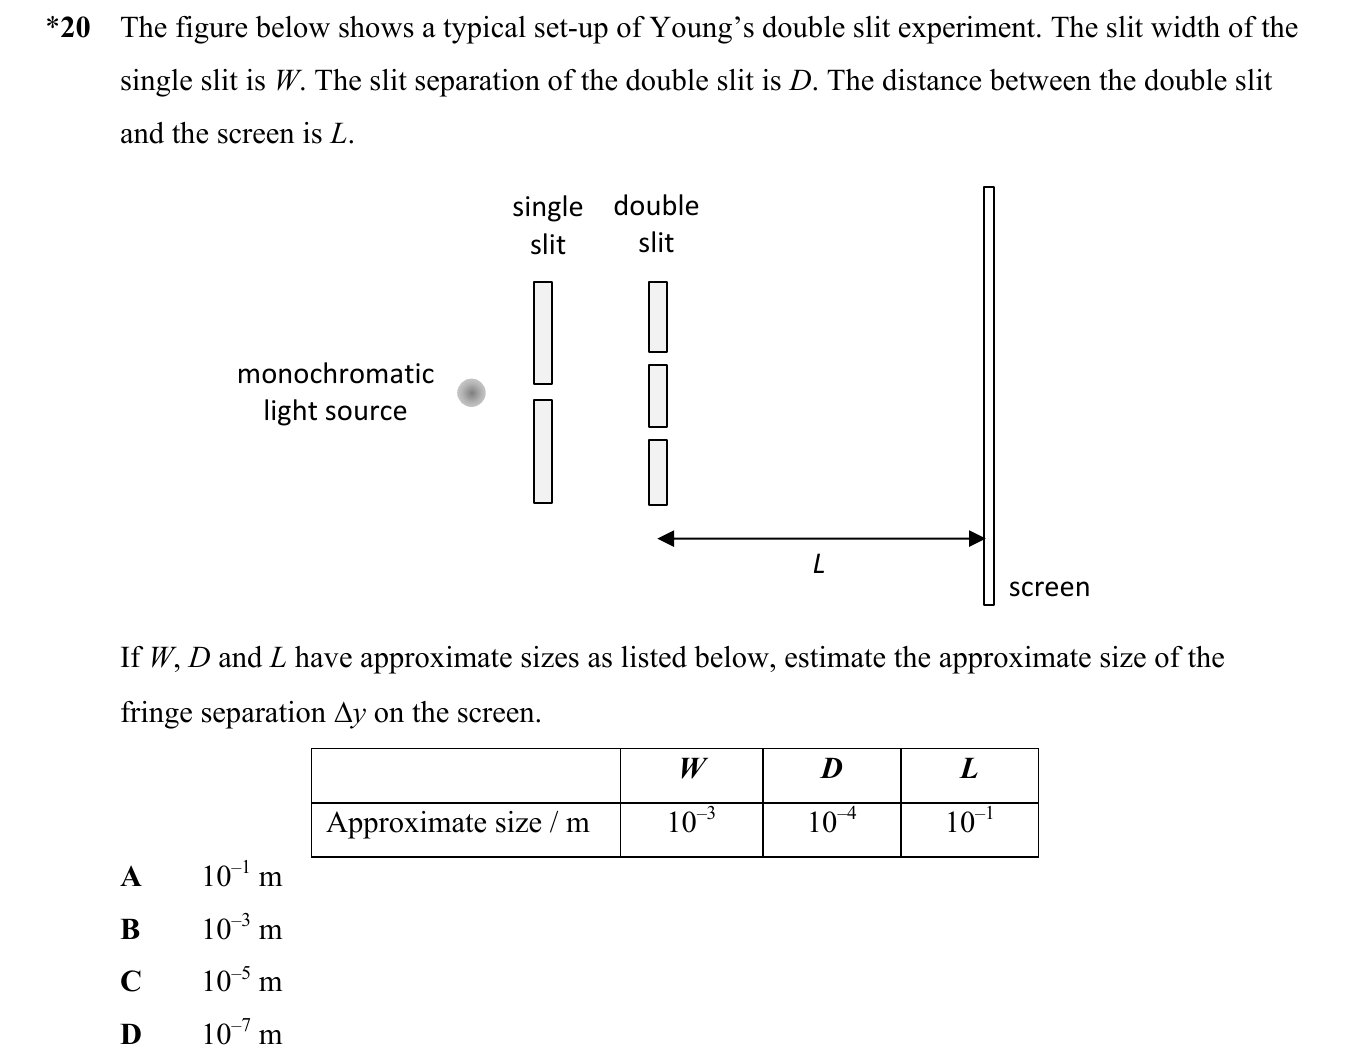 *20 The figure below shows a typical set-up of Young’s double slit experiment. The slit width of the
single slit is W. The slit separation of the double slit is D. The distance between the double slit
and the screen is L.
single double
slit slit
monochromatic
light source
L
screen
If W, D and L have approximate sizes as listed below, estimate the approximate size of the
fringe separation Δy on the screen.
W D L
Approximate size / m 10⁻³ 10⁻⁴ 10⁻¹
A 10⁻¹ m
B 10⁻³ m
C 10⁻⁵ m
D 10⁻⁷ m